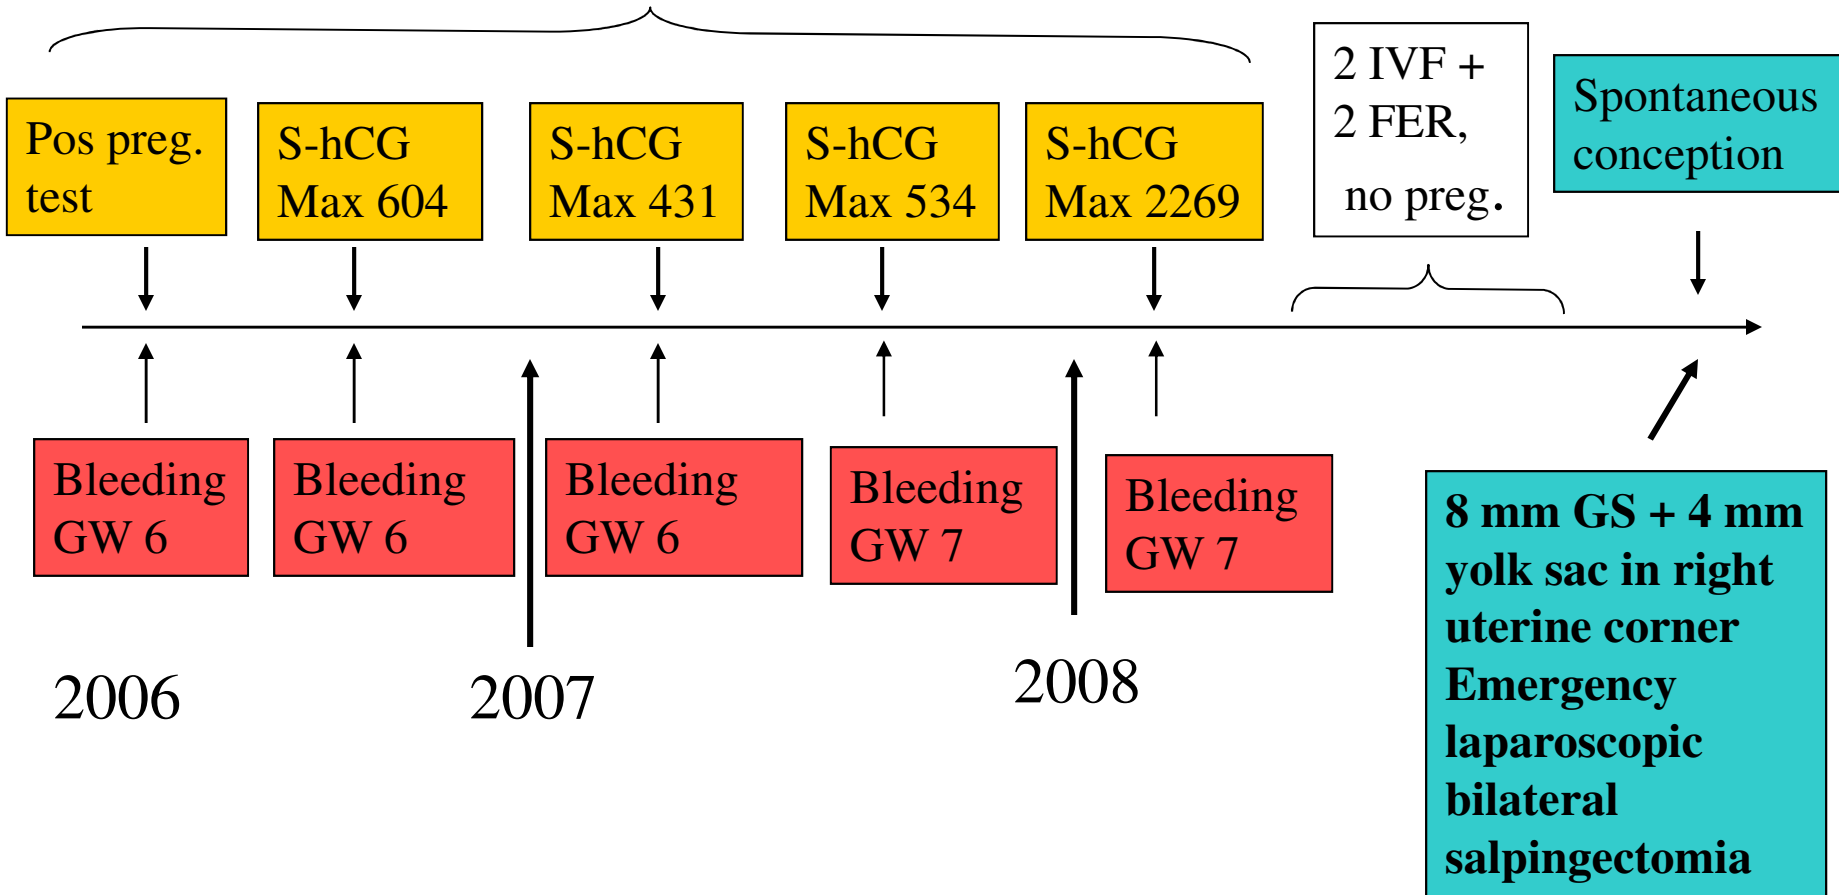 Pos preg.
test
S-hCG
Max 604
S-hCG
Max 431
S-hCG
Max 534
S-hCG
Max 2269
2 IVF +
2 FER,
no preg.
Spontaneous
conception
Bleeding
GW 6
Bleeding
GW 6
Bleeding
GW 6
Bleeding
GW 7
Bleeding
GW 7
8 mm GS + 4 mm
yolk sac in right
uterine corner
Emergency
laparoscopic
bilateral
salpingectomia
2006
2007
2008